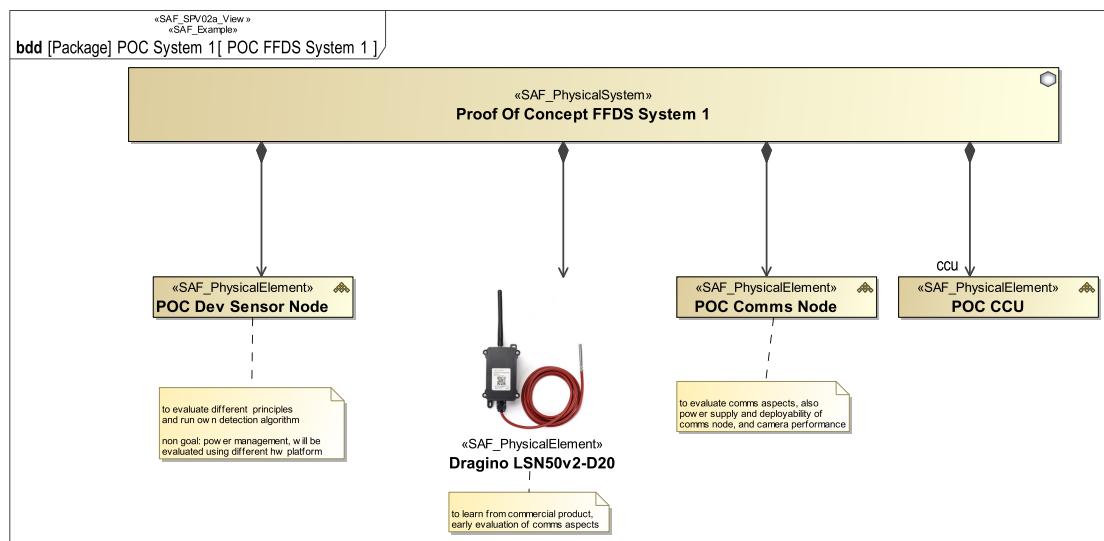 «SAF_SPV02a_View »
«SAF_Example»
bdd [Package] POC System 1[ POC FFDS System 1 ]
«SAF_PhysicalSystem»
Proof Of Concept FFDS System 1
ccu
«SAF_PhysicalElement»
POC Dev Sensor Node
«SAF_PhysicalElement»
POC Comms Node
«SAF_PhysicalElement»
POC CCU
to evaluate different principles
and run own detection algorithm
non goal: power management, will be
evaluated using different hw platform
to evaluate comms aspects, also
power supply and deployability of
comms node, and camera performance
«SAF_PhysicalElement»
Dragino LSN50v2-D20
to learn from commercial product,
early evaluation of comms aspects